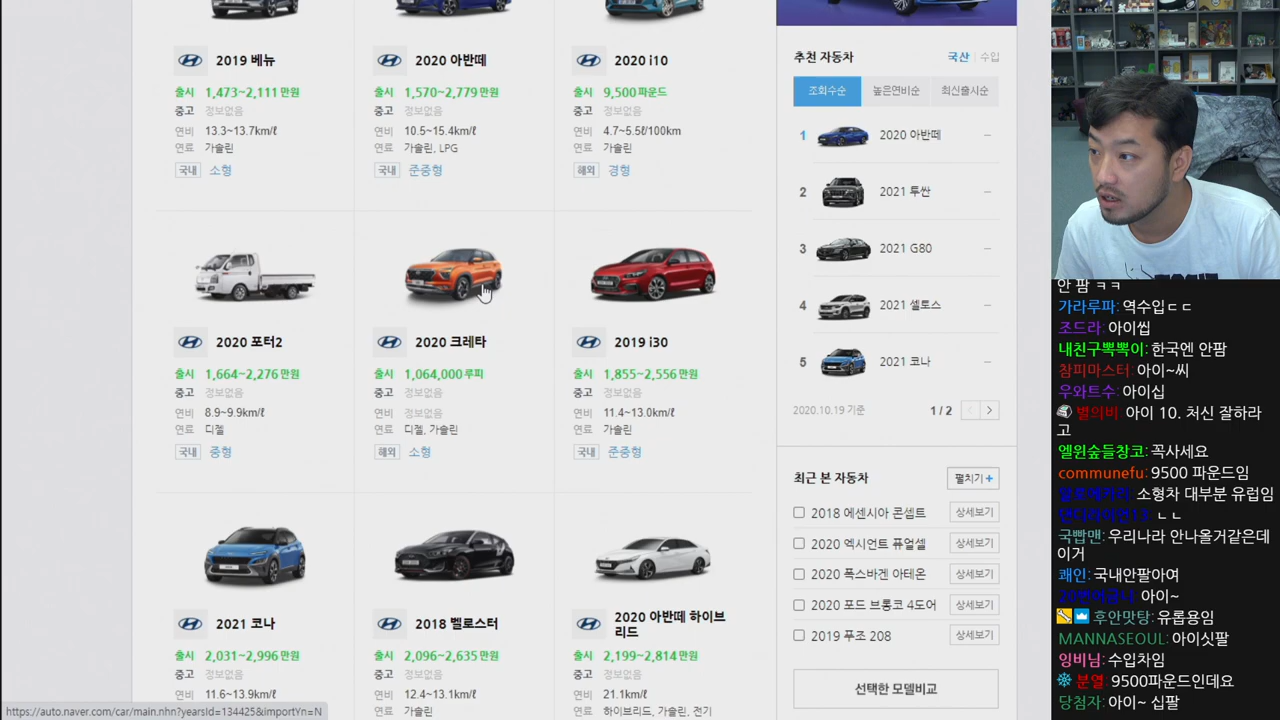 2019 베뉴
출시 1,473~2,111 만원
중고 정보없음
연비 13.3~13.7km/ℓ
연료 가솔린
국내 소형
2020 아반떼
출시 1,570~2,779 만원
중고 정보없음
연비 10.5~15.4km/ℓ
연료 가솔린, LPG
국내 준중형
2020 i10
출시 9,500 파운드
중고 정보없음
연비 4.7~5.5ℓ/100km
연료 가솔린
해외 경형
2020 포터2
출시 1,664~2,276 만원
중고 정보없음
연비 8.9~9.9km/ℓ
연료 디젤
국내 중형
2020 크레타
출시 1,064,000 루피
중고 정보없음
연비
연료 디젤, 가솔린
해외 소형
2019 i30
출시 1,855~2,556 만원
중고 정보없음
연비 11.4~13.0km/ℓ
연료 가솔린
국내 준중형
2021 코나
출시 2,031~2,996 만원
중고 정보없음
연비 11.6~13.9km/ℓ
2018 벨로스터
출시 2,096~2,635 만원
중고 정보없음
연비 12.4~13.1km/ℓ
연료 가솔린
2020 아반떼 하이브
리드
출시 2,199~2,814 만원
중고 정보없음
연비 21.1km/ℓ
연료 하이브리드, 가솔린, 전기
https://auto.naver.com/car/main.nhn?yearsId=134425&importYn=N
추천 자동차 국산 | 수입
조회수순 높은연비순 최신출시순
1 2020 아반떼 –
2 2021 투싼 –
3 2021 G80 –
4 2021 셀토스 –
5 2021 코나 –
2020.10.19 기준 1 / 2
최근 본 자동차 펼치기+
2018 에센시아 콘셉트 상세보기
2020 엑시언트 퓨얼셀 상세보기
2020 폭스바겐 아테온 상세보기
2020 포드 브롱코 4도어 상세보기
2019 푸조 208 상세보기
선택한 모델비교
안 팜 ㅋㅋ
가라루파: 역수입ㄷㄷ
조드라: 아이씹
내친구뽁뽁이: 한국엔 안팜
참피마스터: 아이~씨
우와트수: 아이십
별의비 아이 10. 처신 잘하라
고
엘윈숲들창코: 꼭사세요
communefu: 9500 파운드임
소형차 대부분 유럽임
ㄴㄴ
국빱맨: 우리나라 안나올거같은데
이거
쾌인: 국내안팔아여
아이~
후안맛탕: 유롭용임
MANNASEOUL: 아이싯팔
잉비님: 수입차임
분열 9500파운드인데요
당첨자: 아이~ 십팔